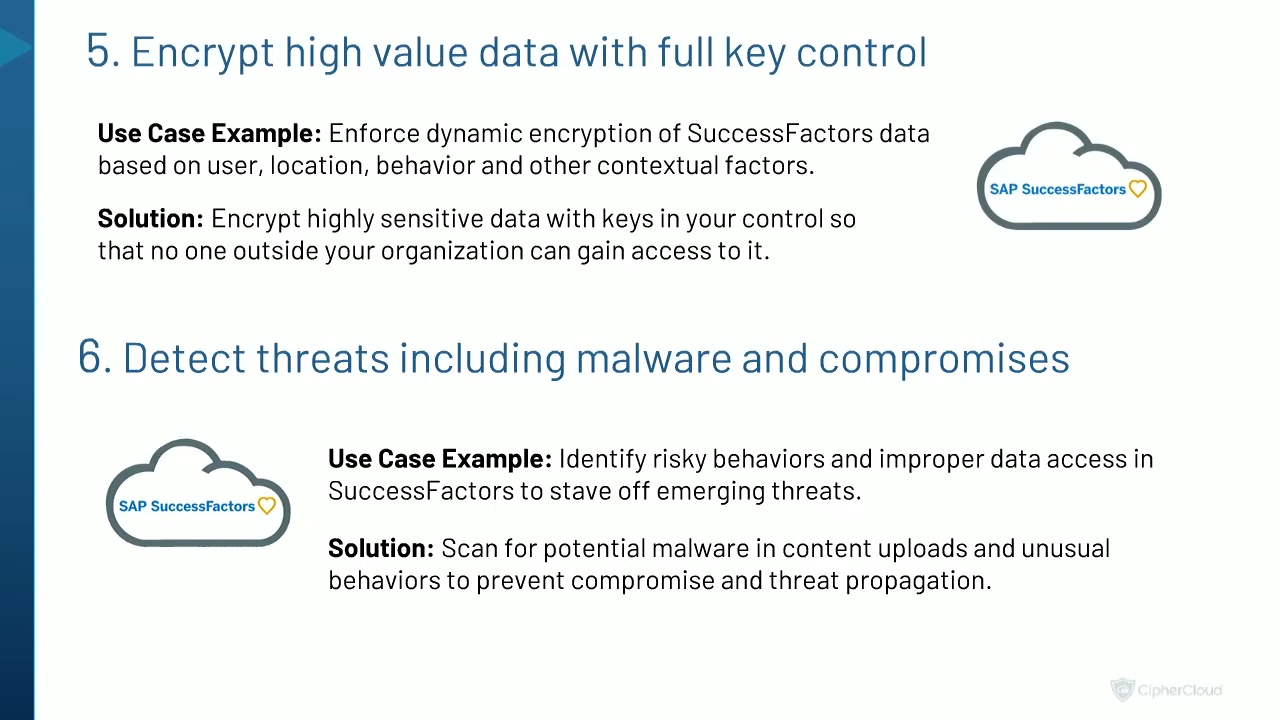 5. Encrypt high value data with full key control
Use Case Example: Enforce dynamic encryption of SuccessFactors data
based on user, location, behavior and other contextual factors.
SAP SuccessFactors
Solution: Encrypt highly sensitive data with keys in your control so
that no one outside your organization can gain access to it.
6. Detect threats including malware and compromises
SAP SuccessFactors
Use Case Example: Identify risky behaviors and improper data access in
SuccessFactors to stave off emerging threats.
Solution: Scan for potential malware in content uploads and unusual
behaviors to prevent compromise and threat propagation.
CipherCloud